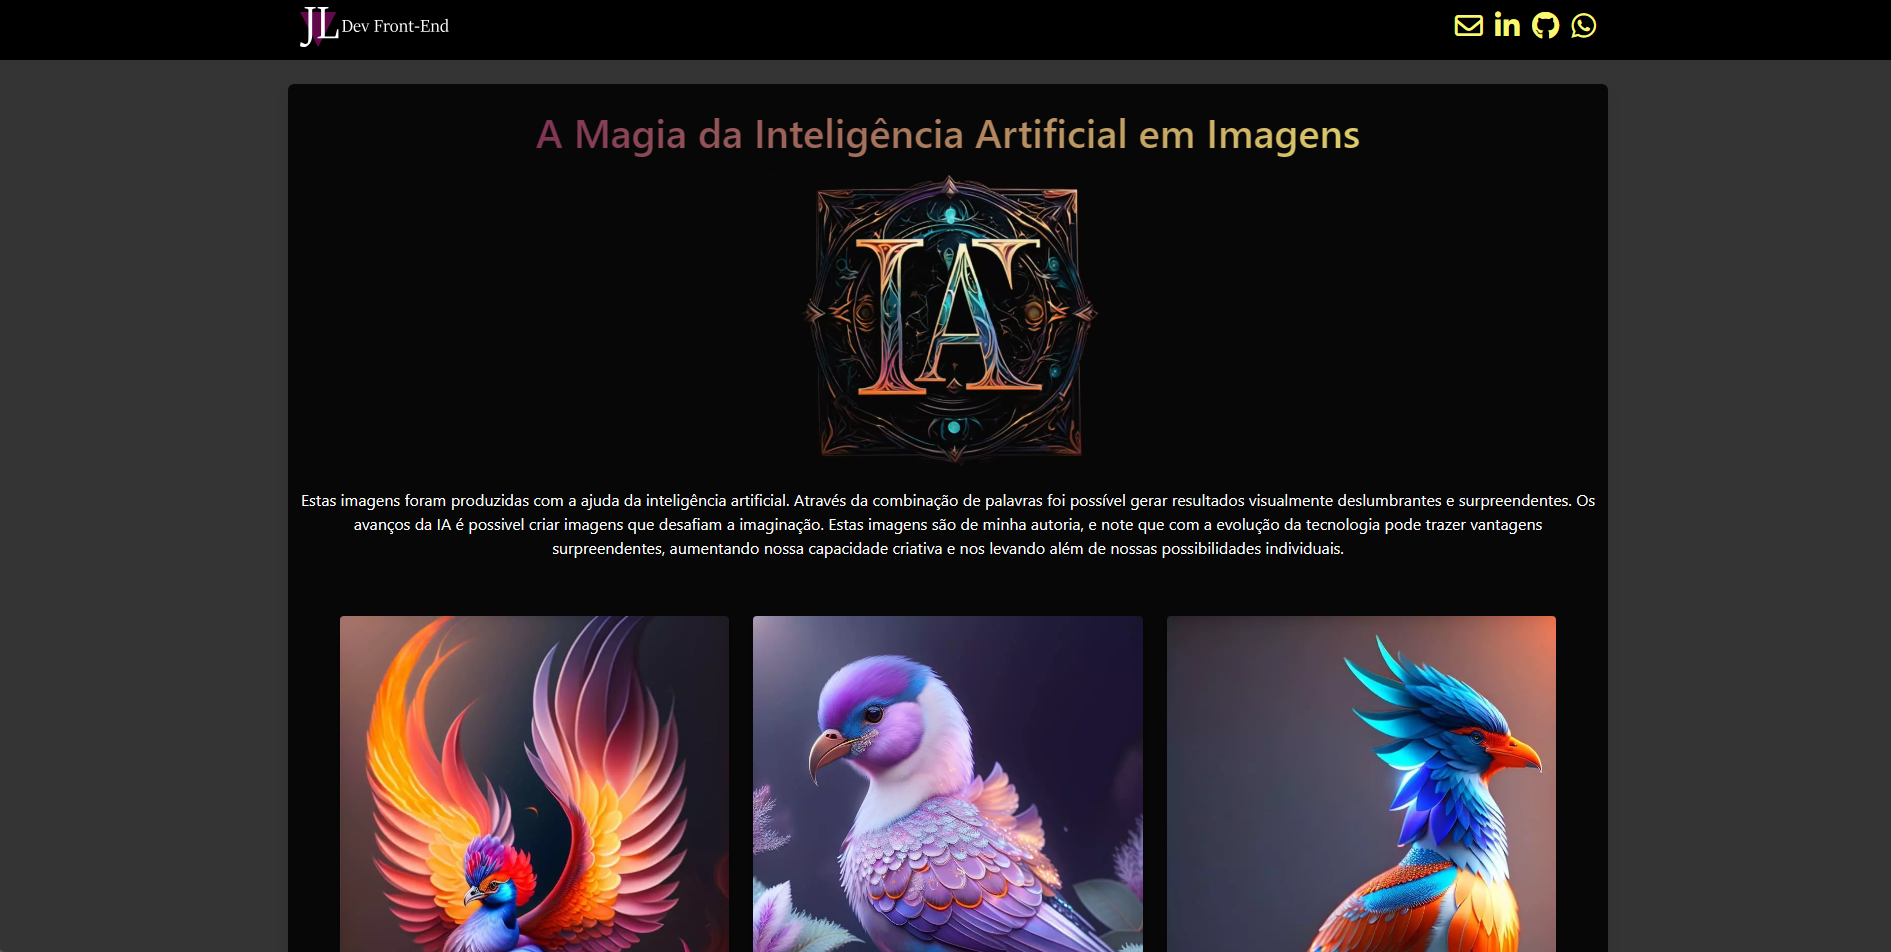 JL Dev Front-End
A Magia da Inteligência Artificial em Imagens
IA
Estas imagens foram produzidas com a ajuda da inteligência artificial. Através da combinação de palavras foi possível gerar resultados visualmente deslumbrantes e surpreendentes. Os
avanços da IA é possivel criar imagens que desafiam a imaginação. Estas imagens são de minha autoria, e note que com a evolução da tecnologia pode trazer vantagens
surpreendentes, aumentando nossa capacidade criativa e nos levando além de nossas possibilidades individuais.